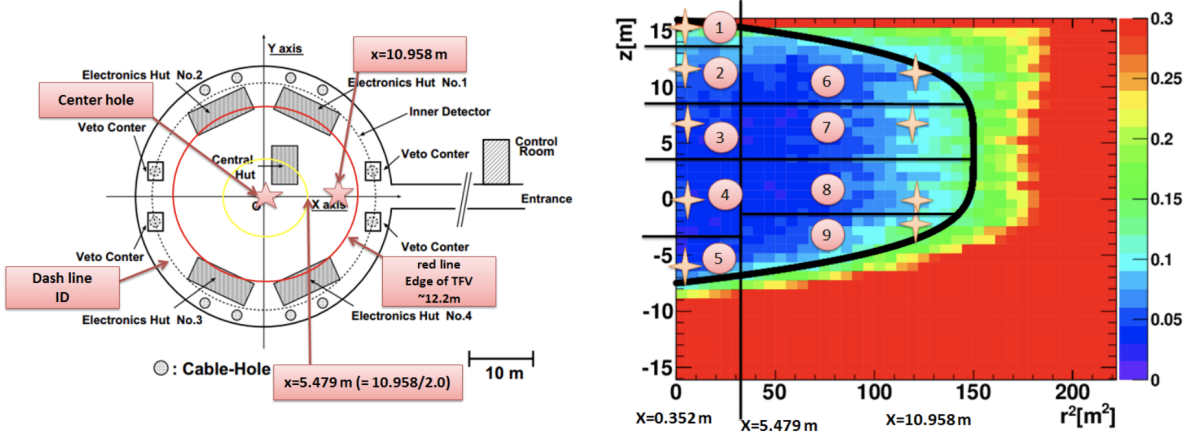 Y axis
x=10.958 m
Electronics Hut No.2
Electronics Hut No.1
Center hole
Inner Detector
Veto Conter
Veto Conter
Central
Hut
Control
Room
X axis
Entrance
Veto Conter
Veto Conter
Dash line
ID
red line
Edge of TFV
~12.2m
Electronics Hut No.3
Electronics Hut No.4
: Cable-Hole
x=5.479 m (= 10.958/2.0)
10 m
z[m]
15
10
5
0
-5
-10
-15
1
2
3
4
5
6
7
8
9
0.3
0.25
0.2
0.15
0.1
0.05
0
0
50
100
150
200
r²[m²]
X=0.352 m
X=5.479 m
X=10.958 m